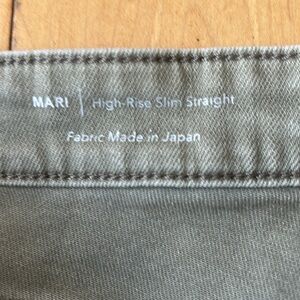 MARI | High-Rise Slim Straight
Fabric Made in Japan